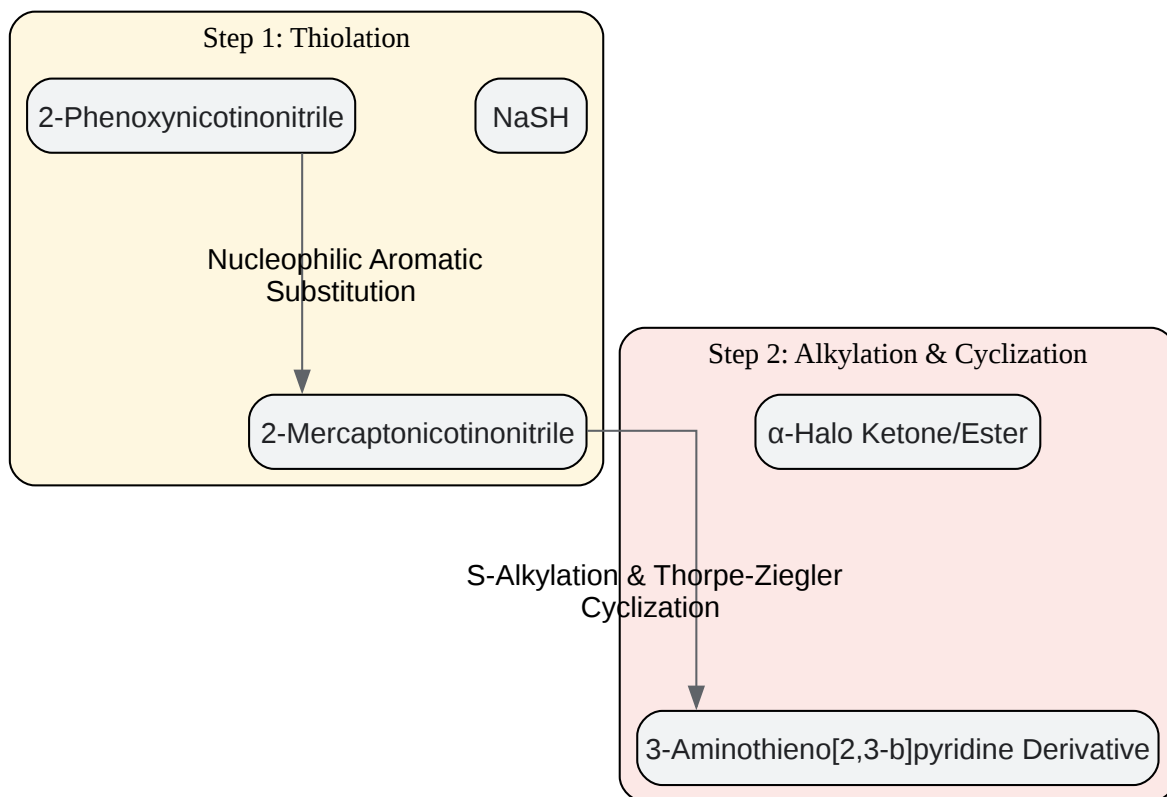 Step 1: Thiolation
2-Phenoxynicotinonitrile
NaSH
Nucleophilic Aromatic
Substitution
2-Mercaptonicotinonitrile
Step 2: Alkylation & Cyclization
α-Halo Ketone/Ester
S-Alkylation & Thorpe-Ziegler
Cyclization
3-Aminothieno[2,3-b]pyridine Derivative